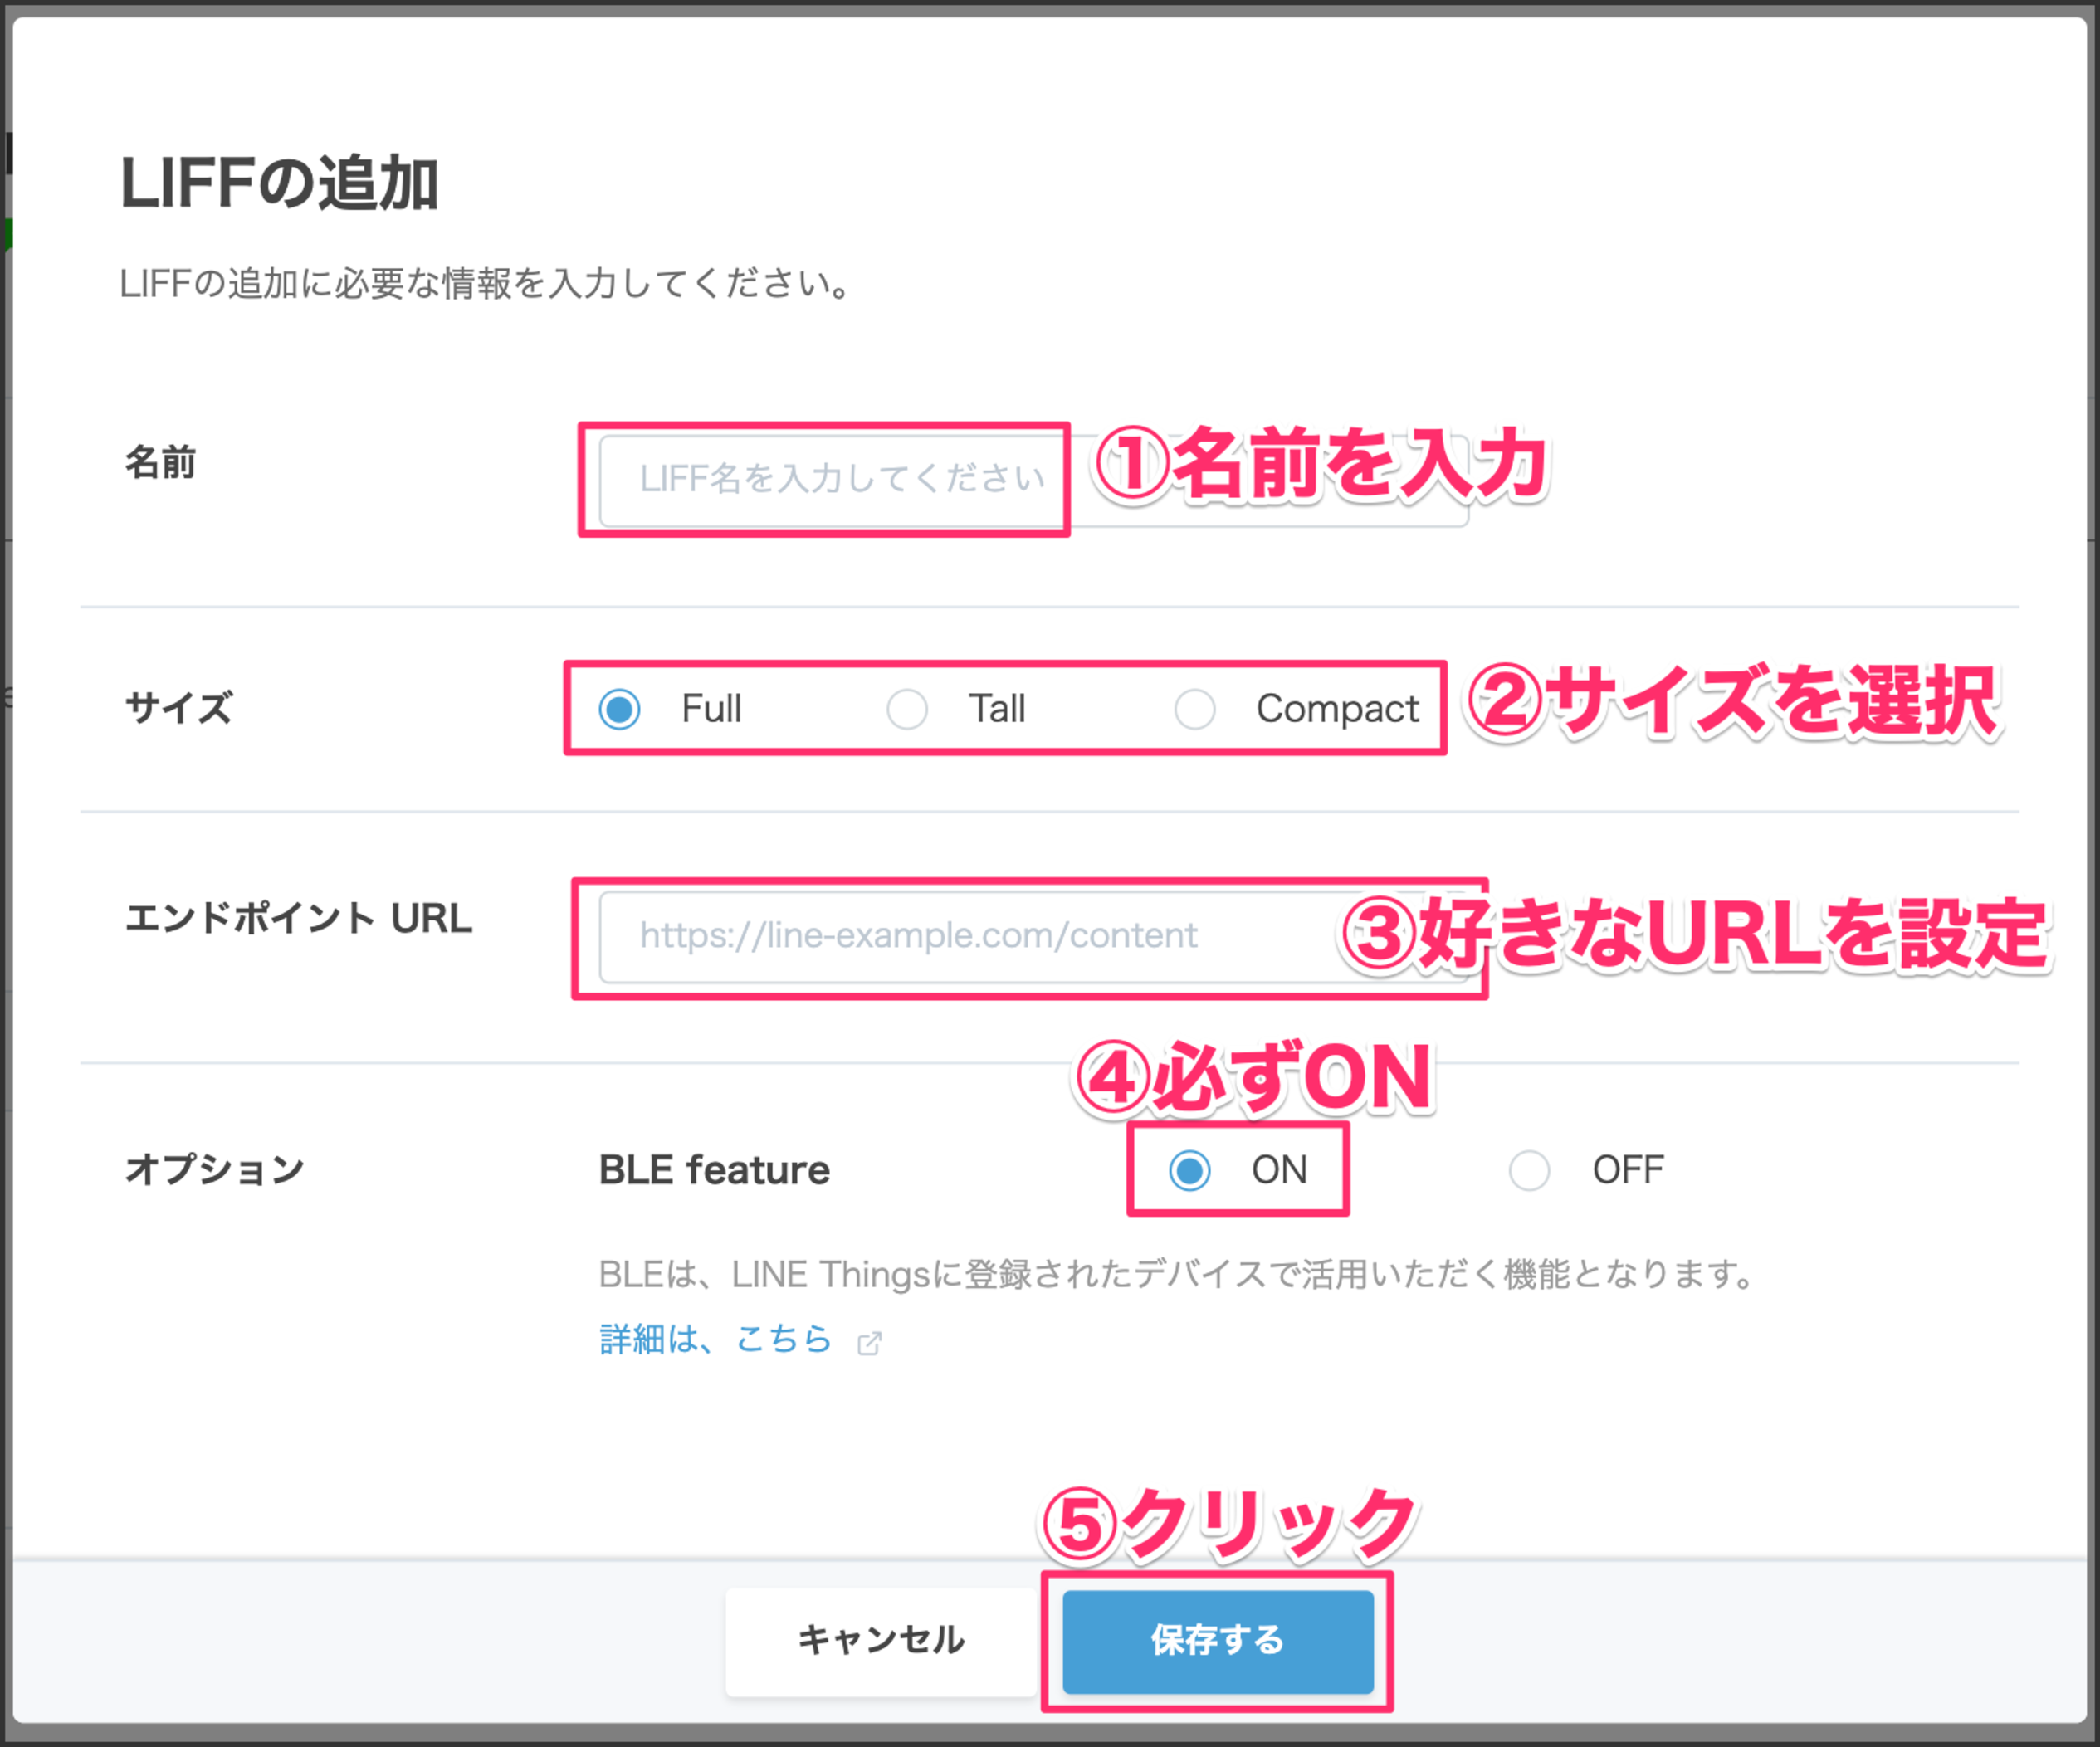 LIFFの追加
LIFFの追加に必要な情報を入力してください。
名前
LIFF名を入力してください
①名前を入力
サイズ
Full
Tall
Compact
②サイズを選択
エンドポイント URL
https://line-example.com/content
③好きなURLを設定
④必ずON
オプション
BLE feature
ON
OFF
BLEは、LINE Thingsに登録されたデバイスで活用いただく機能となります。
詳細は、こちら
⑤クリック
キャンセル
保存する